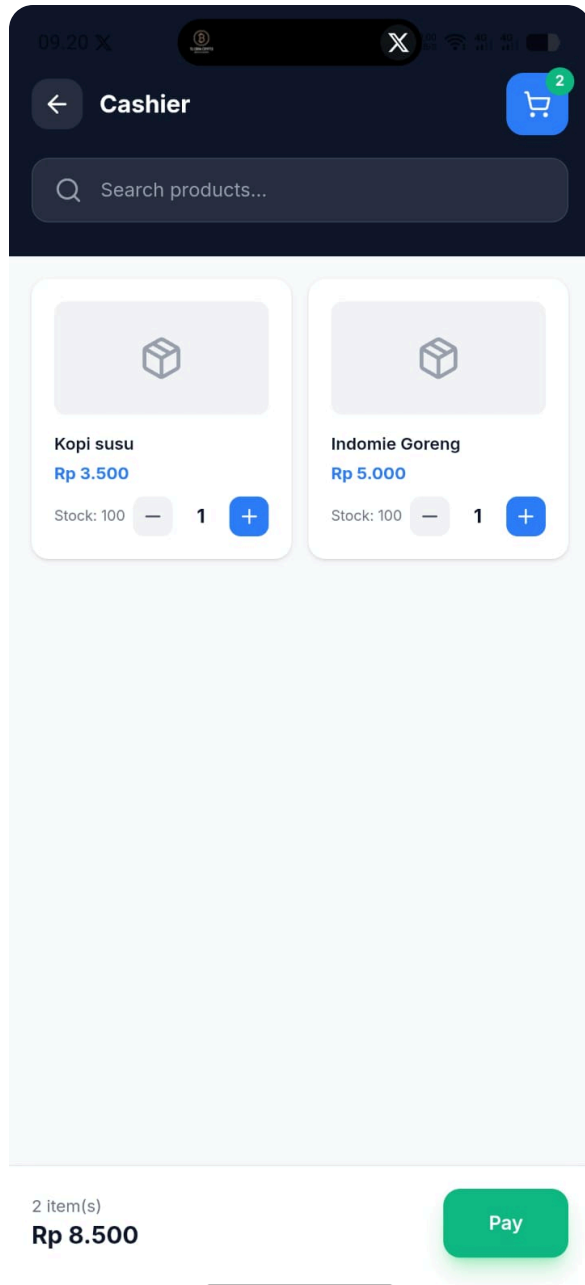 09.20 X
Cashier
2
Search products...
Kopi susu
Rp 3.500
Stock: 100
1
Indomie Goreng
Rp 5.000
Stock: 100
1
2 item(s)
Rp 8.500
Pay